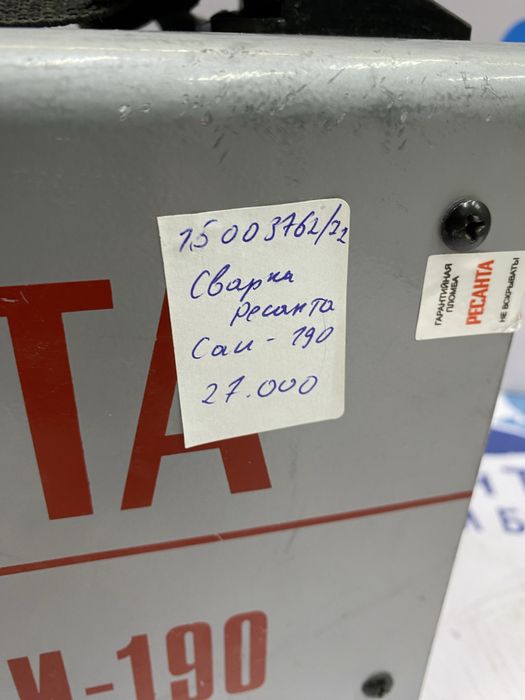 15003762/22
Сварка
Ресанта
Саи - 190
27.000
ГАРАНТИЙНАЯ
ПЛОМБА
РЕСАНТА
НЕ ВСКРЫВАТЬ!
ТА
И-190